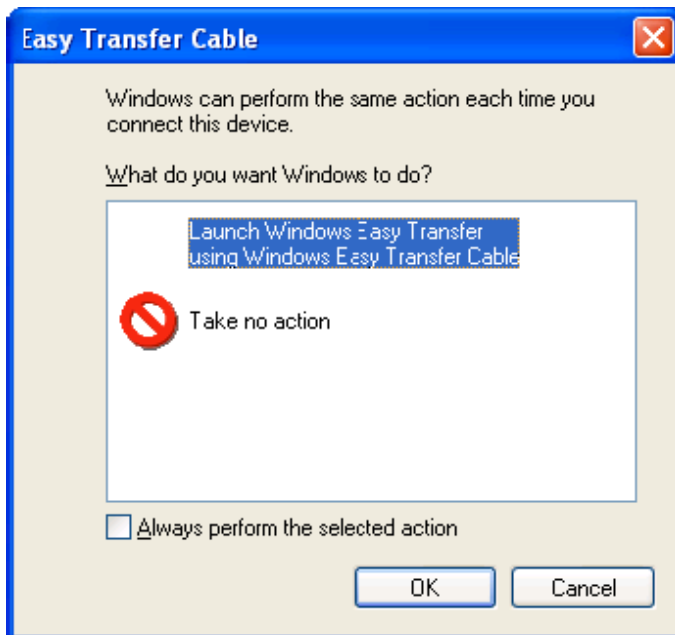 Easy Transfer Cable
Windows can perform the same action each time you
connect this device.
What do you want Windows to do?
Launch Windows Easy Transfer
using Windows Easy Transfer Cable
Take no action
Always perform the selected action
OK
Cancel